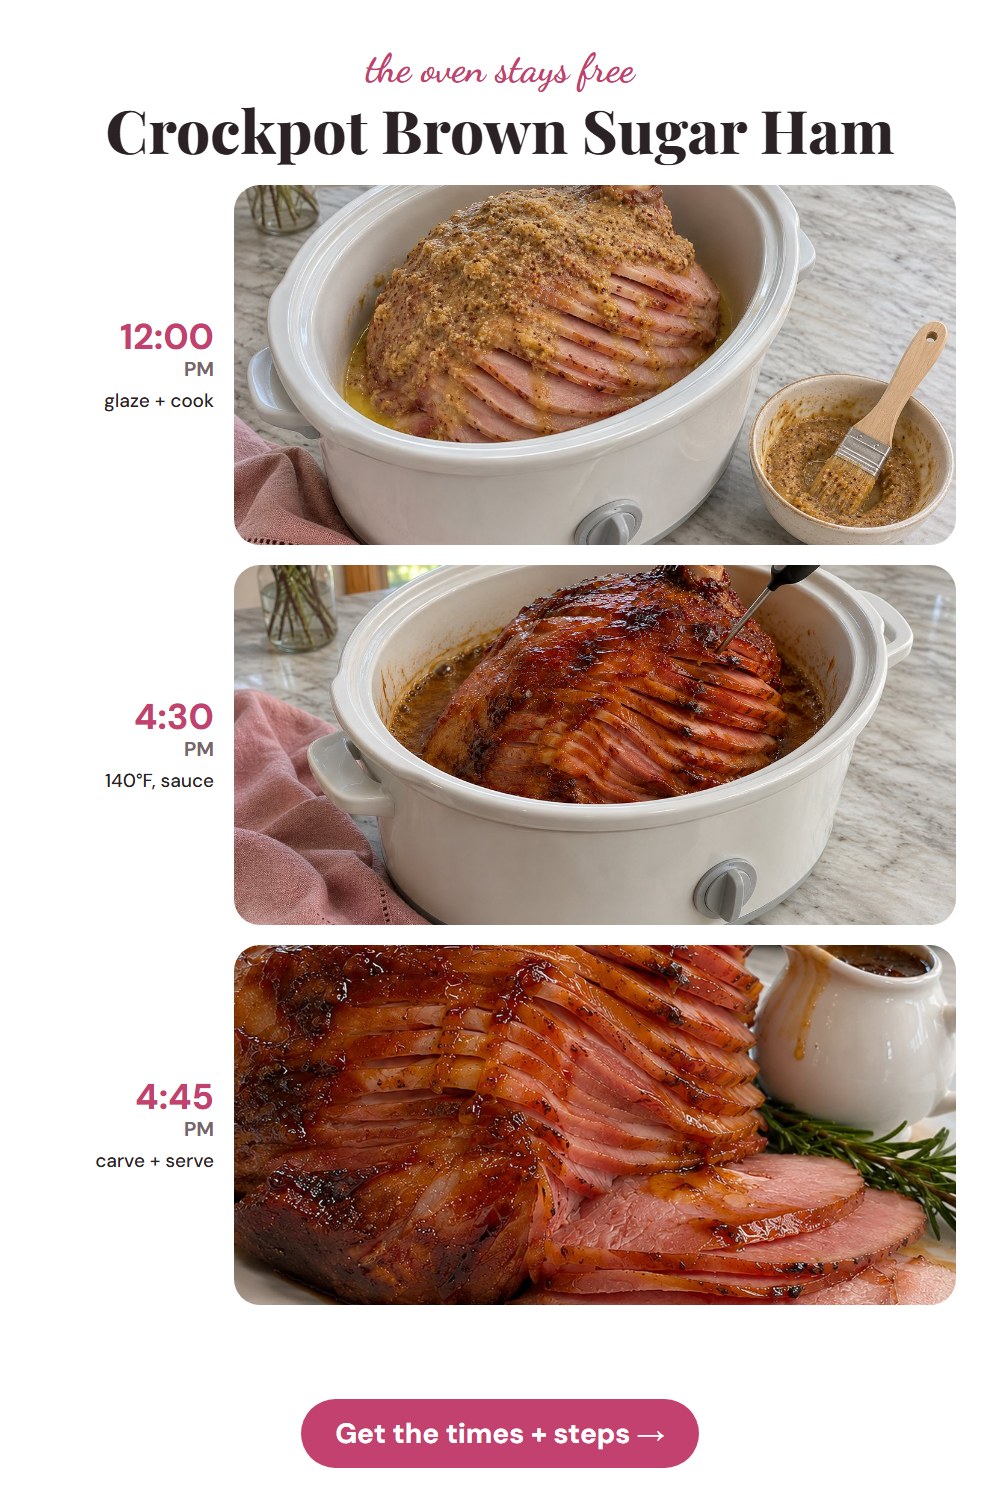 the oven stays free
Crockpot Brown Sugar Ham
12:00
PM
glaze + cook
4:30
PM
140°F, sauce
4:45
PM
carve + serve
Get the times + steps →